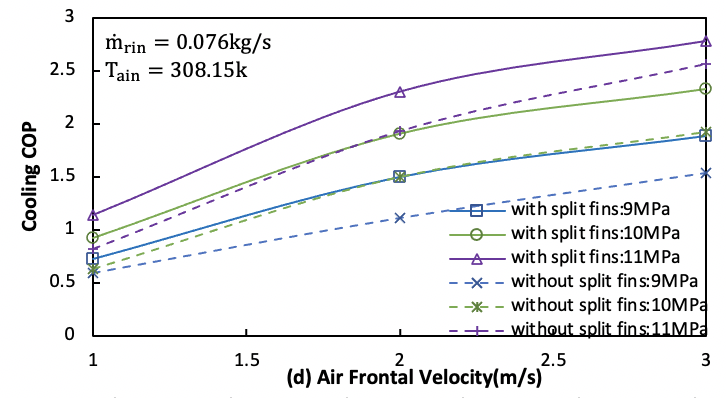 3
ṁrin = 0.076kg/s
Tain = 308.15k
2.5
2
1.5
1
0.5
0
Cooling COP
with split fins:9MPa
with split fins:10MPa
with split fins:11MPa
without split fins:9MPa
without split fins:10MPa
without split fins:11MPa
1 1.5 2 2.5 3
(d) Air Frontal Velocity(m/s)